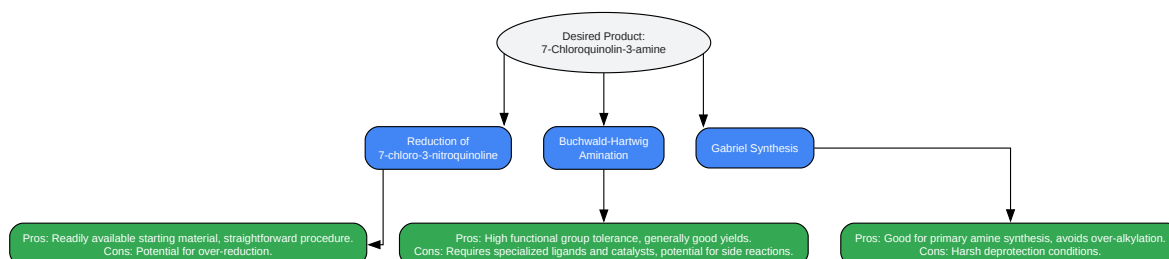 Desired Product:
7-Chloroquinolin-3-amine
Reduction of
7-chloro-3-nitroquinoline
Buchwald-Hartwig
Amination
Gabriel Synthesis
Pros: Readily available starting material, straightforward procedure.
Cons: Potential for over-reduction.
Pros: High functional group tolerance, generally good yields.
Cons: Requires specialized ligands and catalysts, potential for side reactions.
Pros: Good for primary amine synthesis, avoids over-alkylation.
Cons: Harsh deprotection conditions.